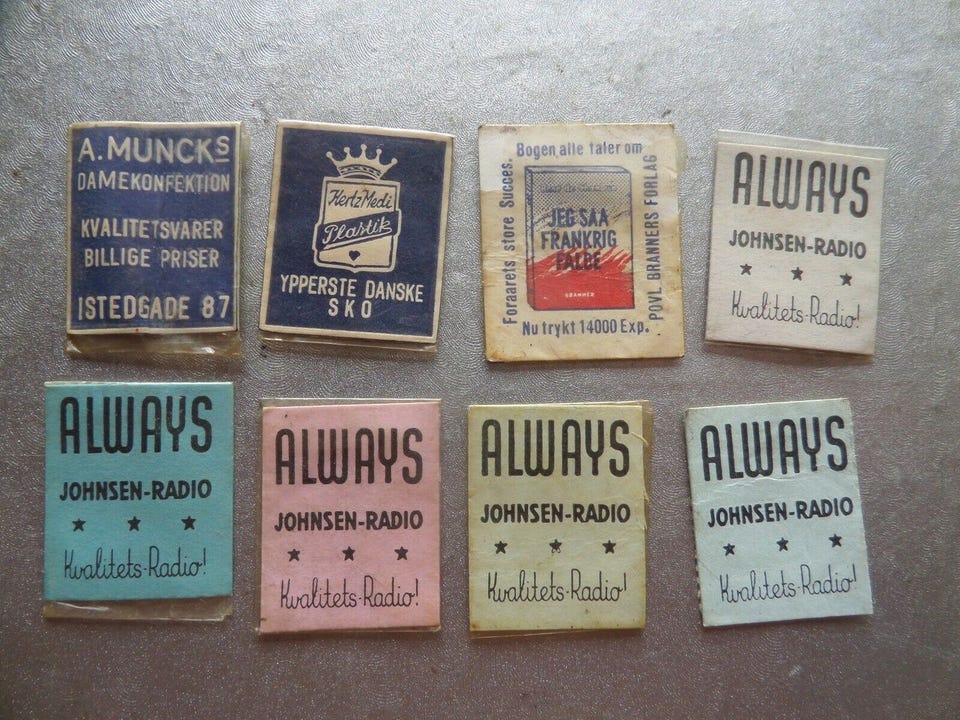 A. MUNCKs
DAMEKONFEKTION
KVALITETSVARER
BILLIGE PRISER
ISTEDGADE 87
HertzMedi
Plastik
YPPERSTE DANSKE
SKO
Bogen alle taler om
Foraarets store Succes.
JEG SAA
FRANKRIG
FALDE
BRANNER
POVL BRANNERS FORLAG
Nu trykt 14000 Exp.
ALWAYS
JOHNSEN-RADIO
Kvalitets-Radio!
ALWAYS
JOHNSEN-RADIO
Kvalitets-Radio!
ALWAYS
JOHNSEN-RADIO
Kvalitets-Radio!
ALWAYS
JOHNSEN-RADIO
Kvalitets-Radio!
ALWAYS
JOHNSEN-RADIO
Kvalitets-Radio!